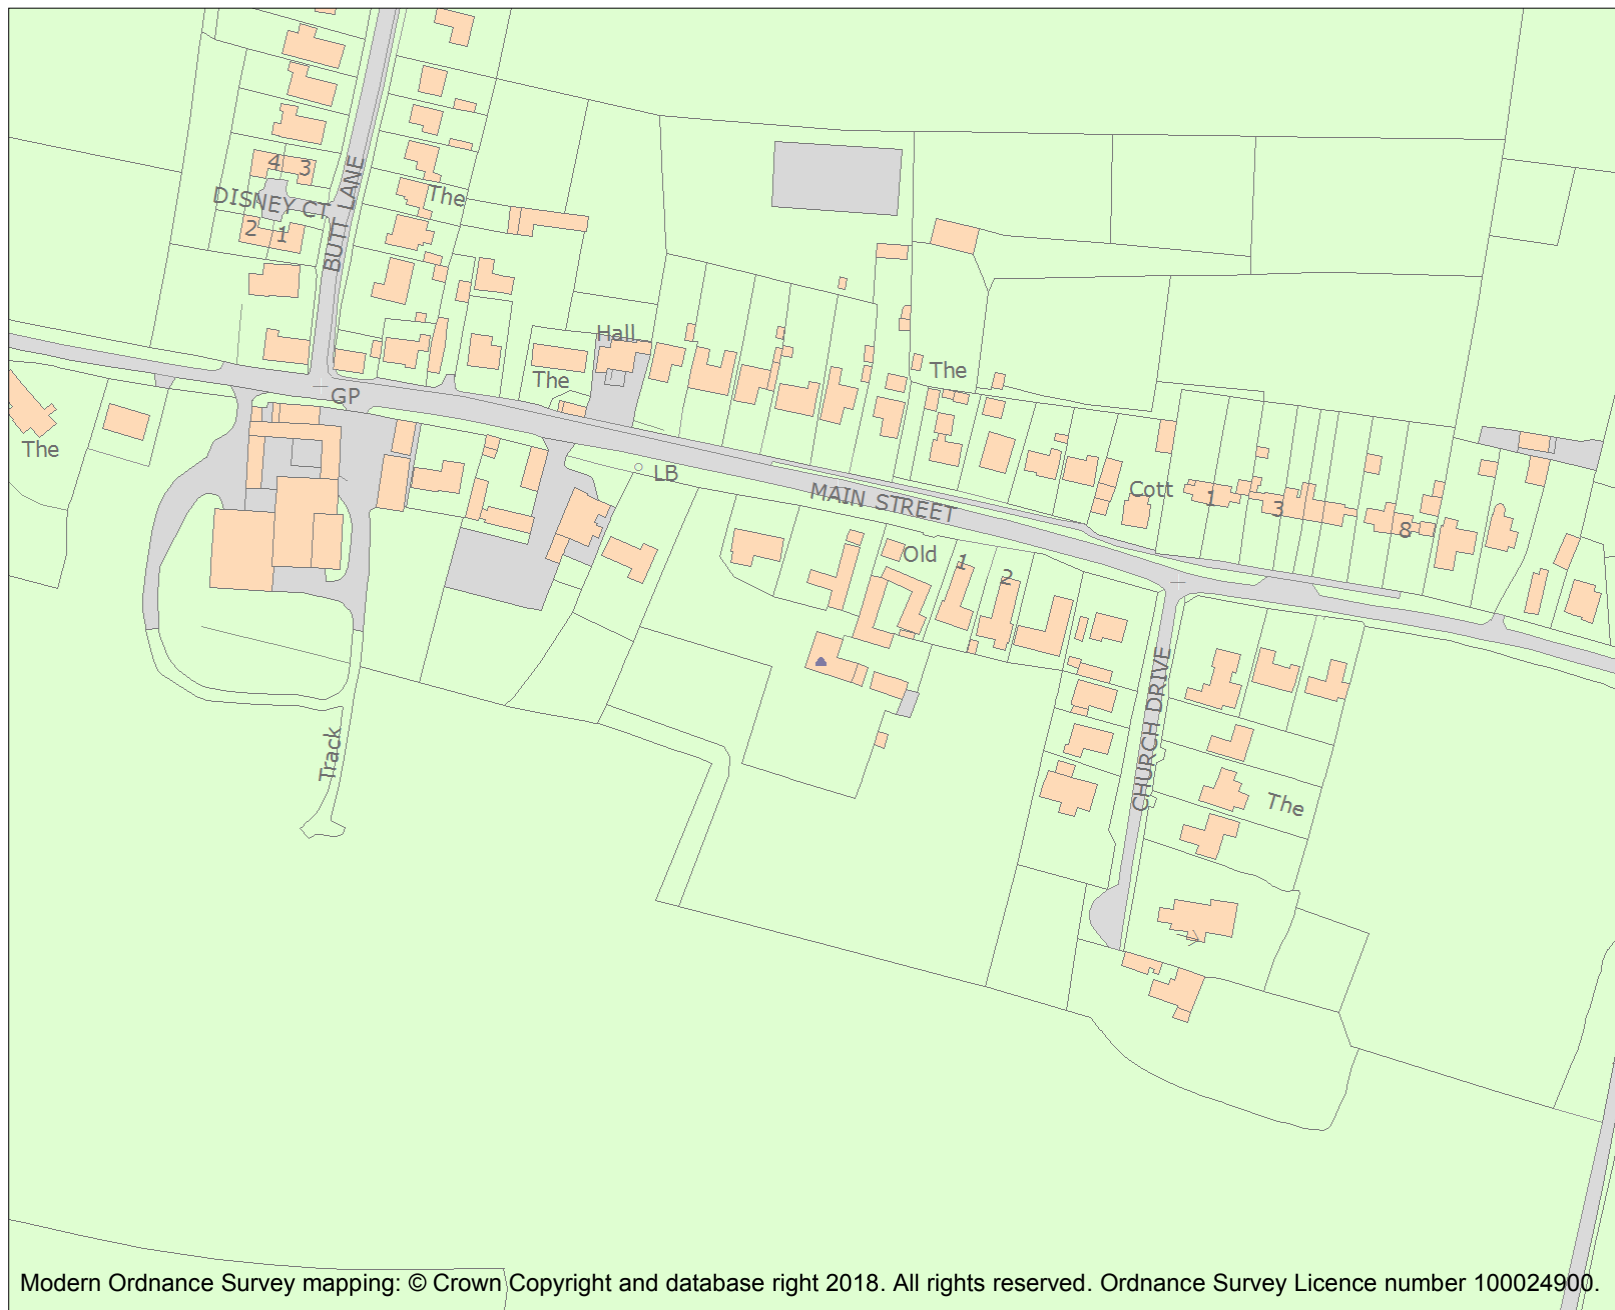 4
3
DISNEY CT
2
1
BUTT LANE
The
Hall
The
GP
The
LB
MAIN STREET
The
Cott
1
3
8
Old
1
2
CHURCH DRIVE
The
Track
Modern Ordnance Survey mapping: © Crown Copyright and database right 2018. All rights reserved. Ordnance Survey Licence number 100024900.